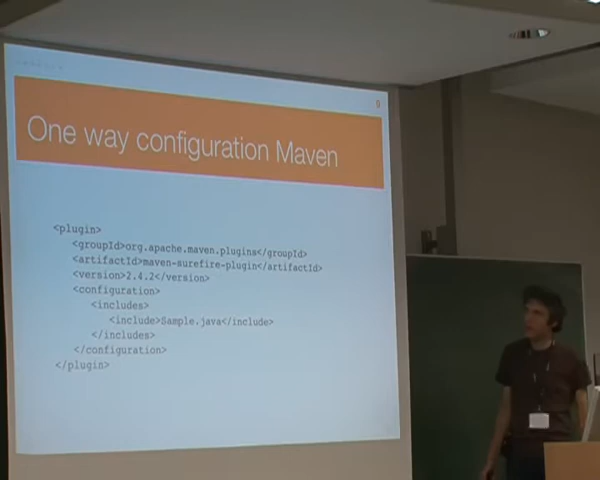 9
One way configuration Maven
<plugin>
<groupId>org.apache.maven.plugins</groupId>
<artifactId>maven-surefire-plugin</artifactId>
<version>2.4.2</version>
<configuration>
<includes>
<include>Sample.java</include>
</includes>
</configuration>
</plugin>